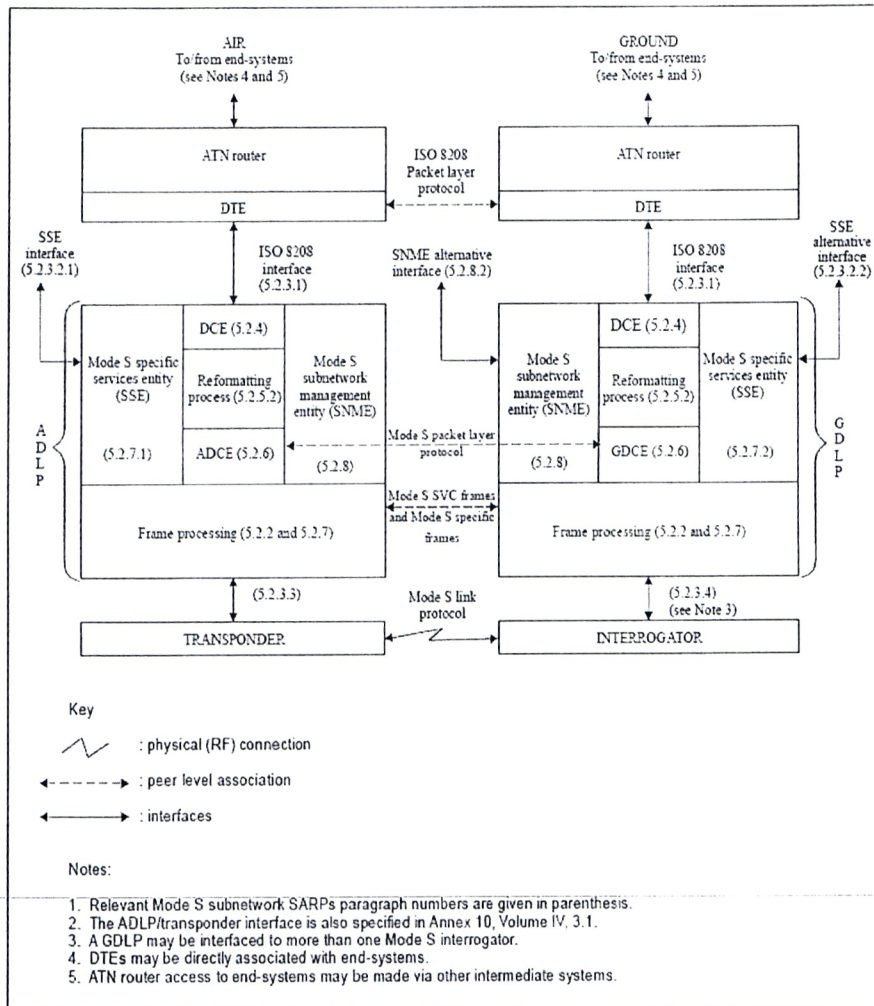 AIR
To/from end-systems
(see Notes 4 and 5)
GROUND
To/from end-systems
(see Notes 4 and 5)
ATN router
DTE
ISO 8208
Packet layer
protocol
ATN router
DTE
SSE
interface
(5.2.3.2.1)
ISO 8208
interface
(5.2.3.1)
SNME alternative
interface (5.2.8.2)
ISO 8208
interface
(5.2.3.1)
SSE
alternative
interface
(5.2.3.2.2)
ADLP
Mode S specific
services entity
(SSE)
(5.2.7.1)
DCE (5.2.4)
Reformatting
process (5.2.5.2)
ADCE (5.2.6)
Mode S
subnetwork
management
entity (SNME)
(5.2.8)
Frame processing (5.2.2 and 5.2.7)
Mode S packet layer
protocol
Mode S SVC frames
and Mode S specific
frames
Mode S
subnetwork
management
entity (SNME)
(5.2.8)
DCE (5.2.4)
Reformatting
process (5.2.5.2)
GDCE (5.2.6)
Mode S specific
services entity
(SSE)
(5.2.7.2)
Frame processing (5.2.2 and 5.2.7)
GDLP
(5.2.3.3)
Mode S link
protocol
(5.2.3.4)
(see Note 3)
TRANSPONDER
INTERROGATOR
Key
: physical (RF) connection
: peer level association
: interfaces
Notes:
1. Relevant Mode S subnetwork SARPs paragraph numbers are given in parenthesis.
2. The ADLP/transponder interface is also specified in Annex 10, Volume IV, 3.1.
3. A GDLP may be interfaced to more than one Mode S interrogator.
4. DTEs may be directly associated with end-systems.
5. ATN router access to end-systems may be made via other intermediate systems.